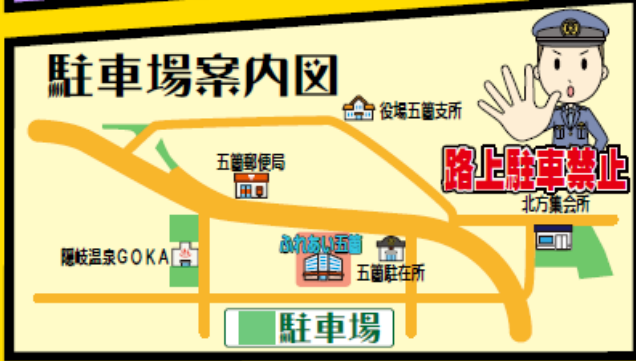 駐車場案内図
役場五箇支所
路上駐車禁止
五箇郵便局
北方集会所
ふれあい五箇
隠岐温泉GOKA
五箇駐在所
駐車場